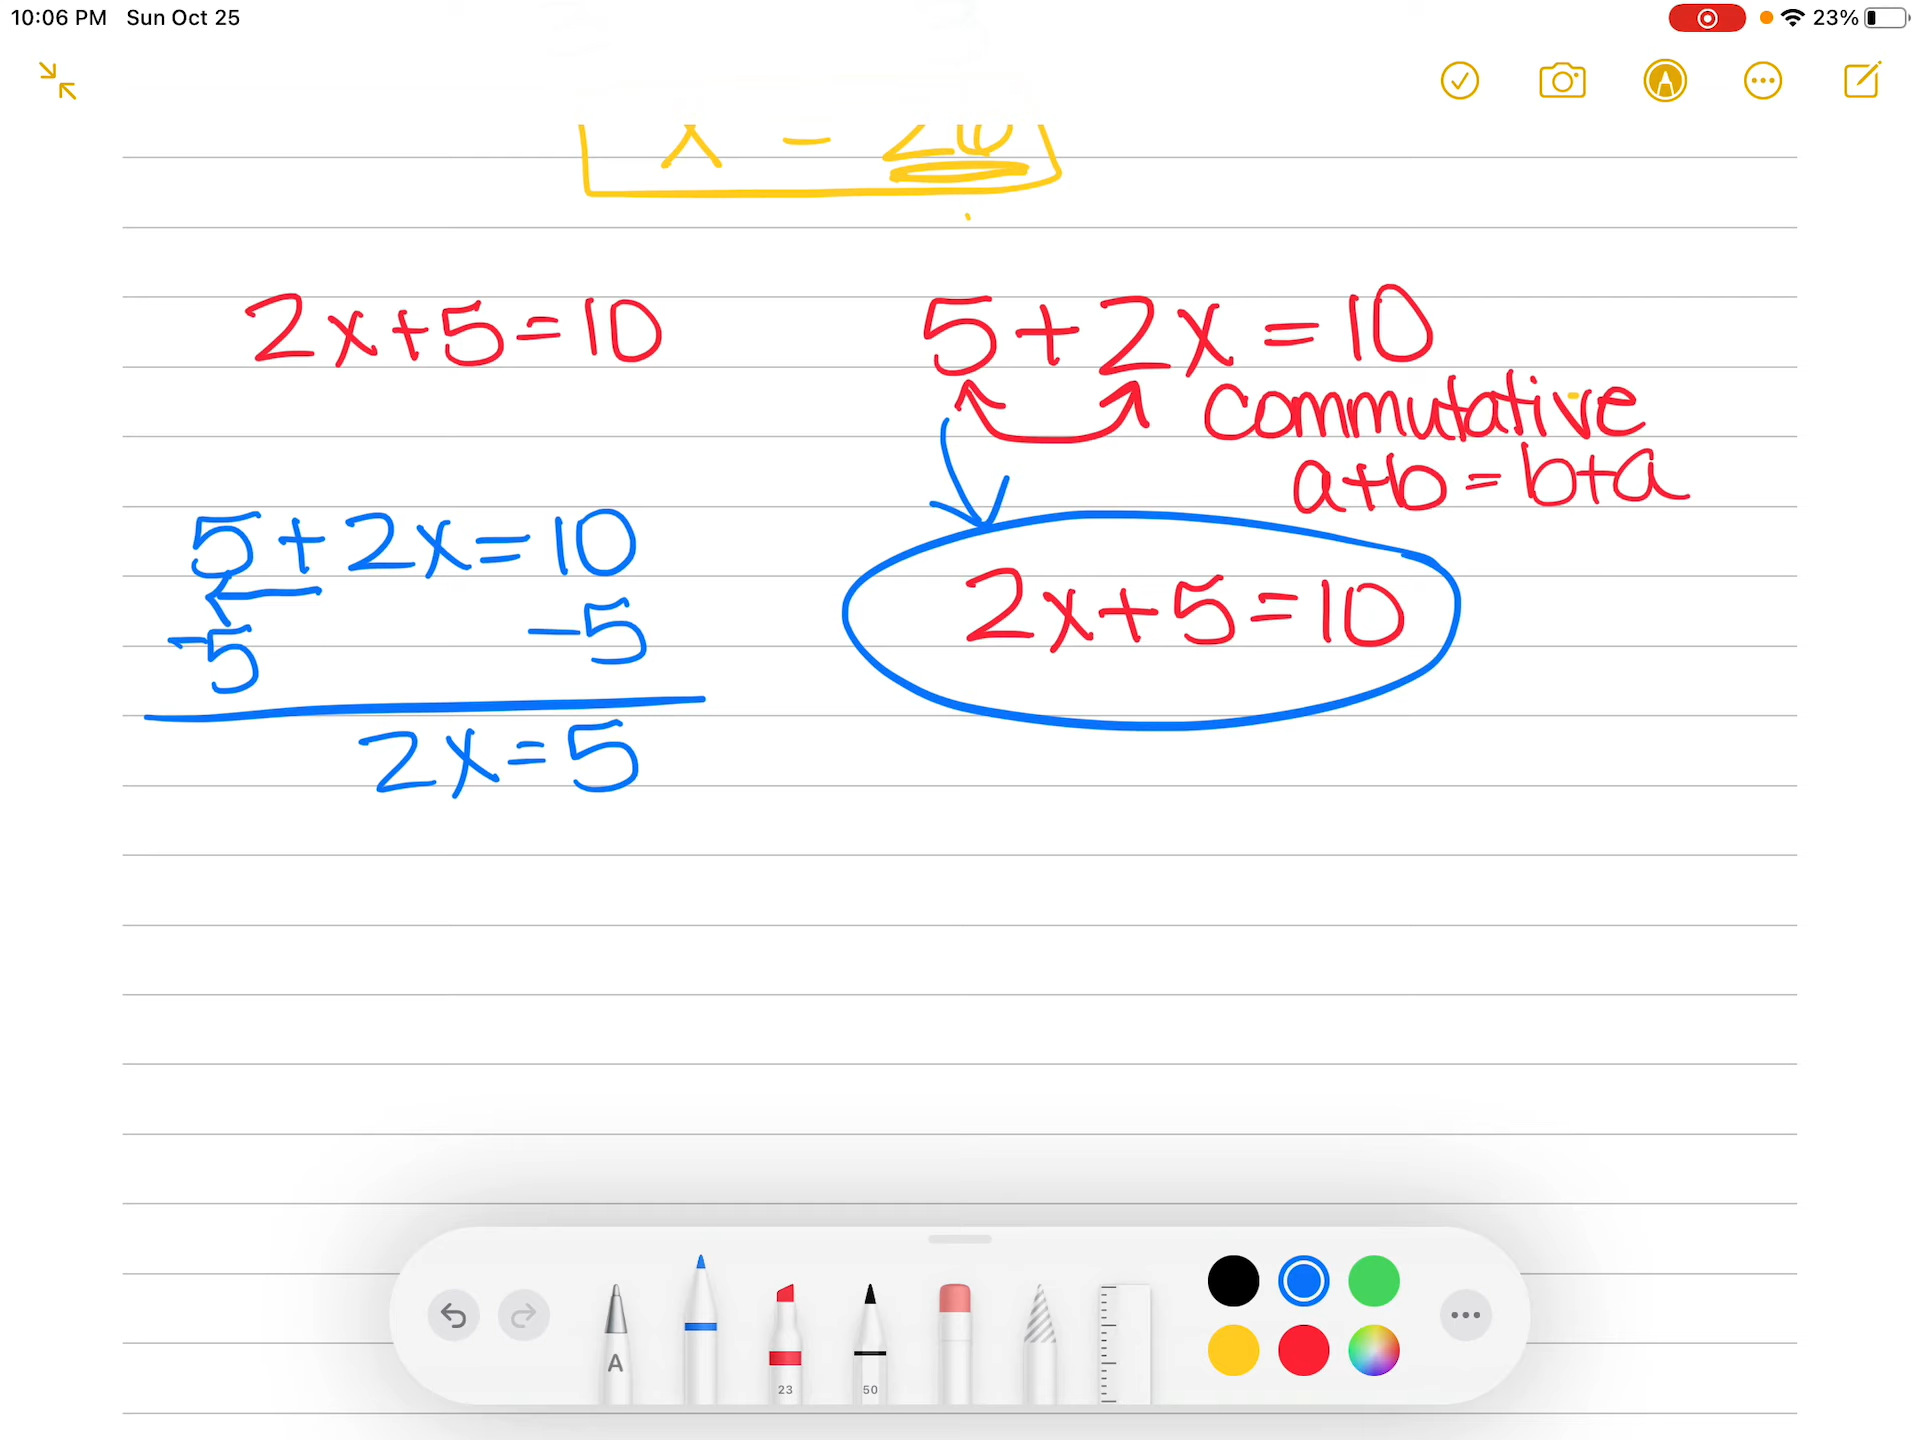 10:06 PM Sun Oct 25
23%
2x+5=10
5+2x=10
commutative
a+b=b+a
5+2x=10
-5 -5
2x=5
2x+5=10
A
23
50